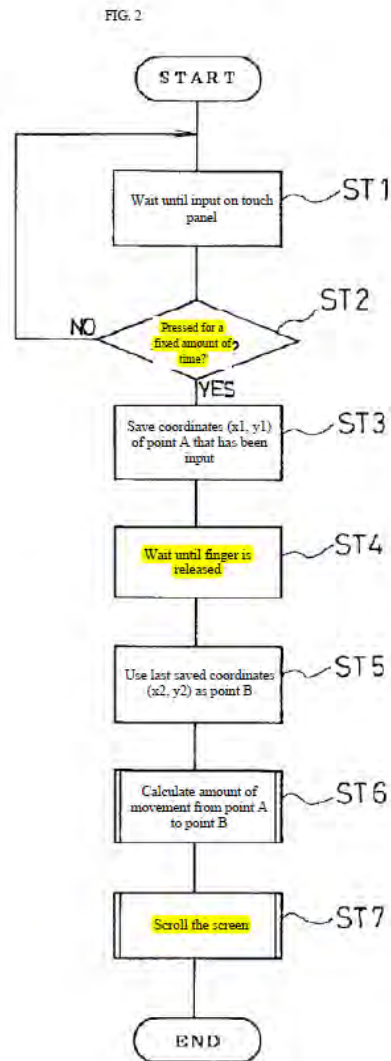 FIG. 2
START
Wait until input on touch
panel
ST1
ST2
NO
Pressed for a
fixed amount of
time?
?
YES
Save coordinates (x1, y1)
of point A that has been
input
ST3
Wait until finger is
released
ST4
Use last saved coordinates
(x2, y2) as point B
ST5
Calculate amount of
movement from point A
to point B
ST6
Scroll the screen
ST7
END